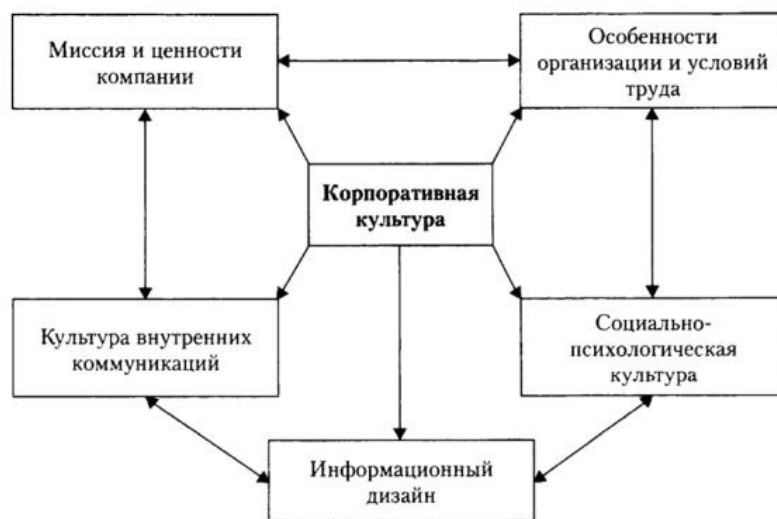 Миссия и ценности
компании
Особенности
организации и условий
труда
Корпоративная
культура
Культура внутренних
коммуникаций
Социально-
психологическая
культура
Информационный
дизайн